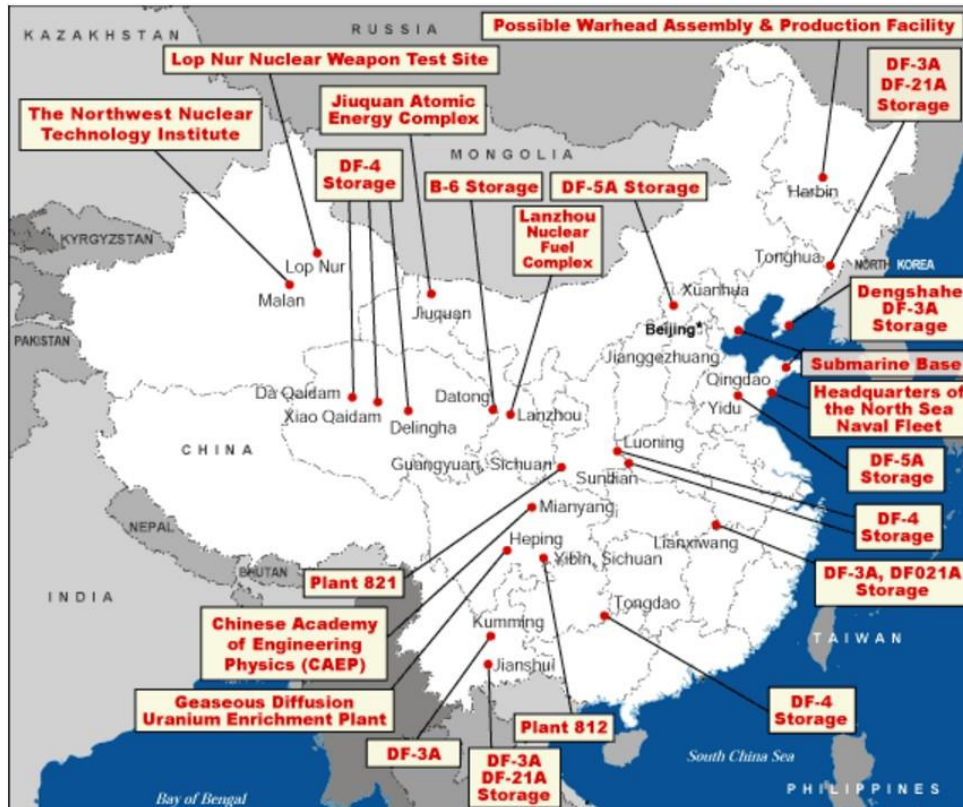 KAZAKHSTAN
RUSSIA
Possible Warhead Assembly & Production Facility
Lop Nur Nuclear Weapon Test Site
DF-3A
DF-21A
Storage
The Northwest Nuclear
Technology Institute
Jiuquan Atomic
Energy Complex
MONGOLIA
DF-4
Storage
B-6 Storage
DF-5A Storage
Lanzhou
Nuclear
Fuel
Complex
Harbin
KYRGYZSTAN
Lop Nur
Malan
Jiuquan
Tonghua
NORTH KOREA
Xuanhua
Dengshahe
DF-3A
Storage
PAKISTAN
Beijing*
Jianggezhuang
Submarine Base
Da Qaidam
Xiao Qaidam
Delingha
Datong
Lanzhou
Qingdao
Yidu
Headquarters of
the North Sea
Naval Fleet
CHINA
Luoning
Guangyuan, Sichuan
Sundian
DF-5A
Storage
Mianyang
DF-4
Storage
NEPAL
Heping
Lianxiwang
Yibin, Sichuan
BHUTAN
Plant 821
DF-3A, DF021A
Storage
INDIA
Chinese Academy
of Engineering
Physics (CAEP)
Tongdao
Kumming
TAIWAN
Jianshui
Geaseous Diffusion
Uranium Enrichment Plant
DF-4
Storage
Plant 812
DF-3A
DF-3A
DF-21A
Storage
South China Sea
Bay of Bengal
PHILIPPINES